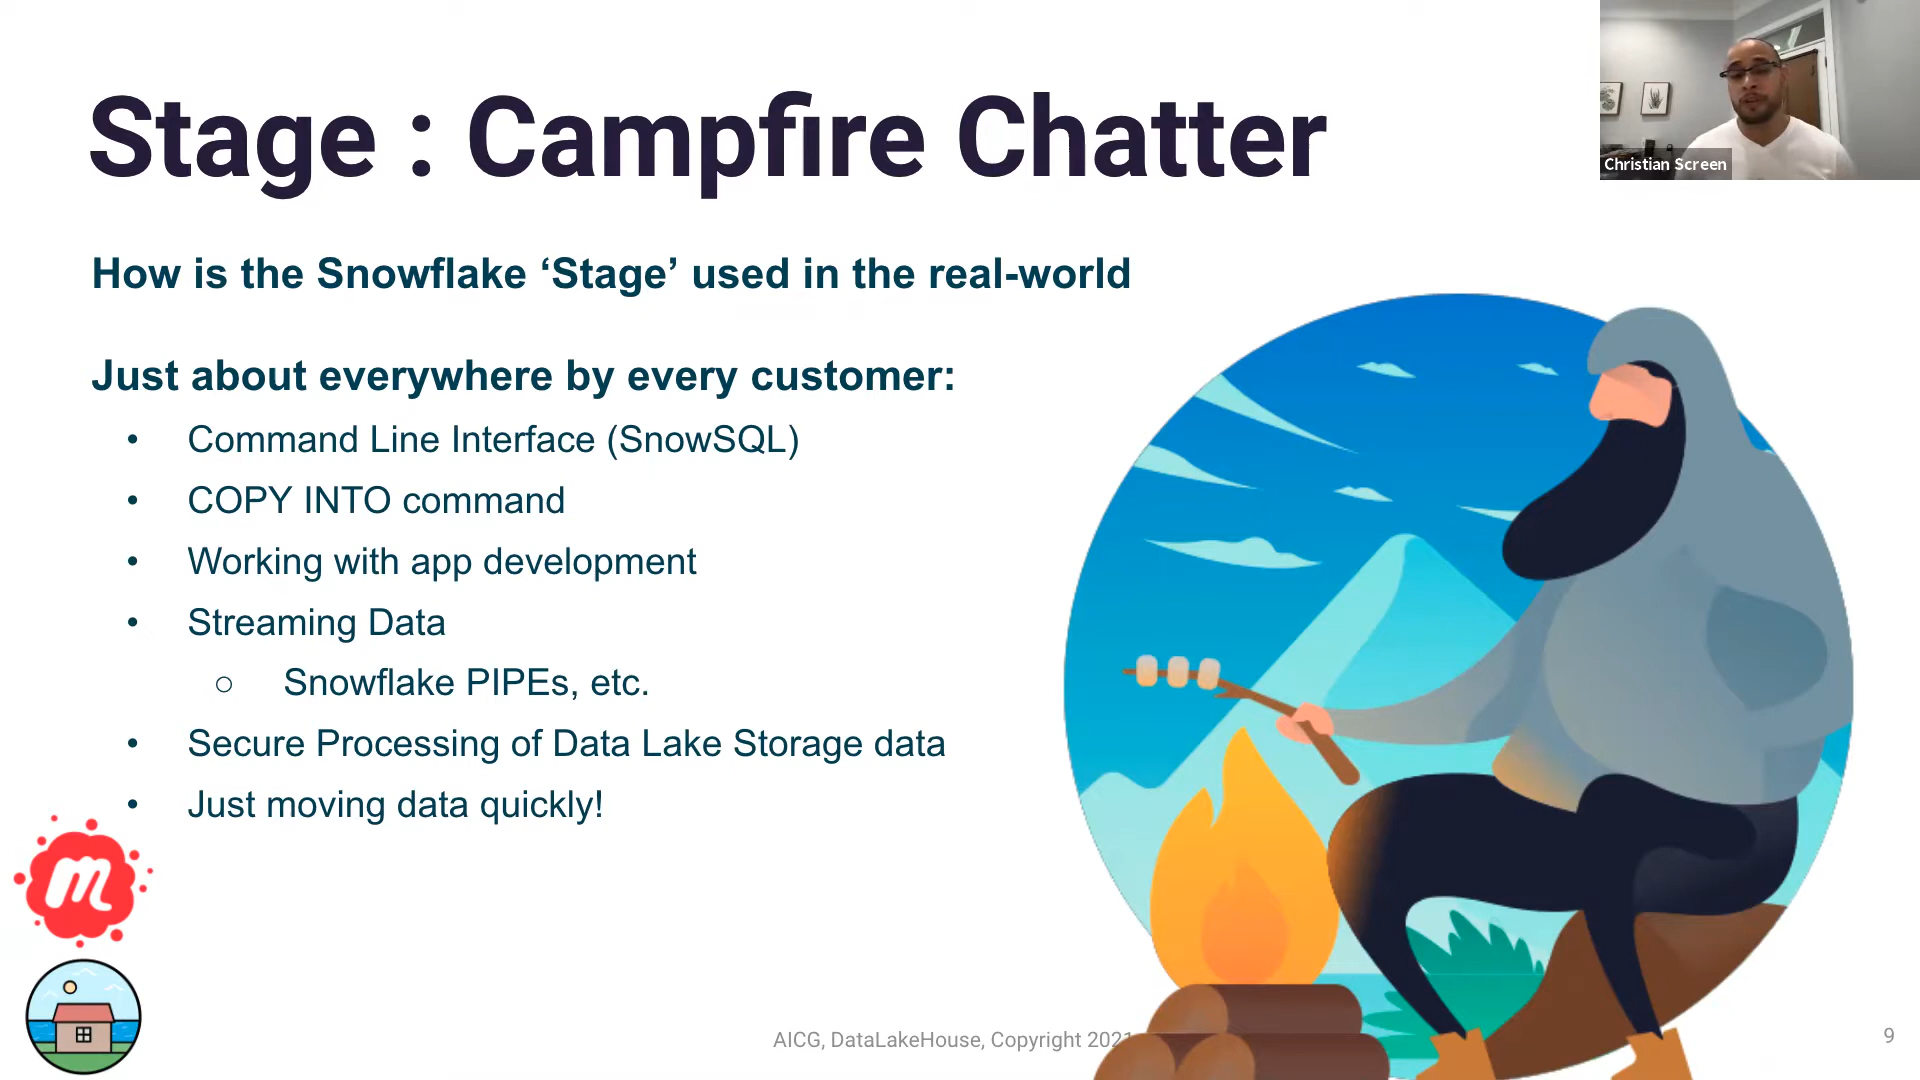 Stage : Campfire Chatter
Christian Screen
How is the Snowflake ‘Stage’ used in the real-world
Just about everywhere by every customer:
• Command Line Interface (SnowSQL)
• COPY INTO command
• Working with app development
• Streaming Data
○ Snowflake PIPEs, etc.
• Secure Processing of Data Lake Storage data
• Just moving data quickly!
m
AICG, DataLakeHouse, Copyright 2021
9